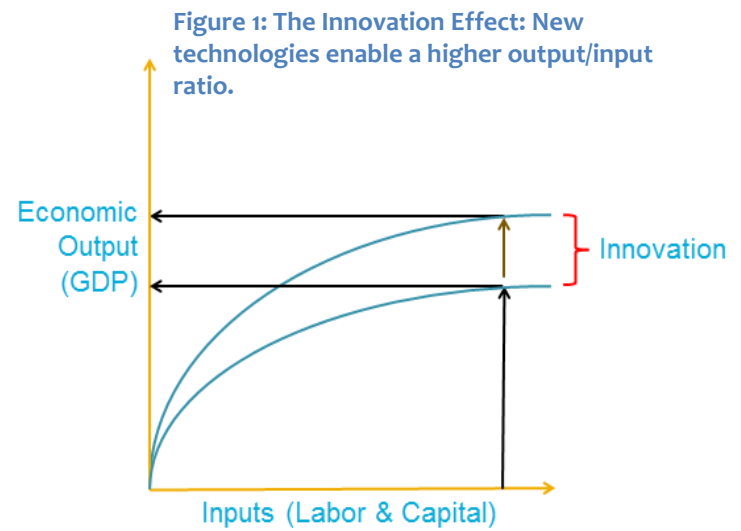 Figure 1: The Innovation Effect: New
technologies enable a higher output/input
ratio.
Economic
Output
(GDP)
Innovation
Inputs (Labor & Capital)